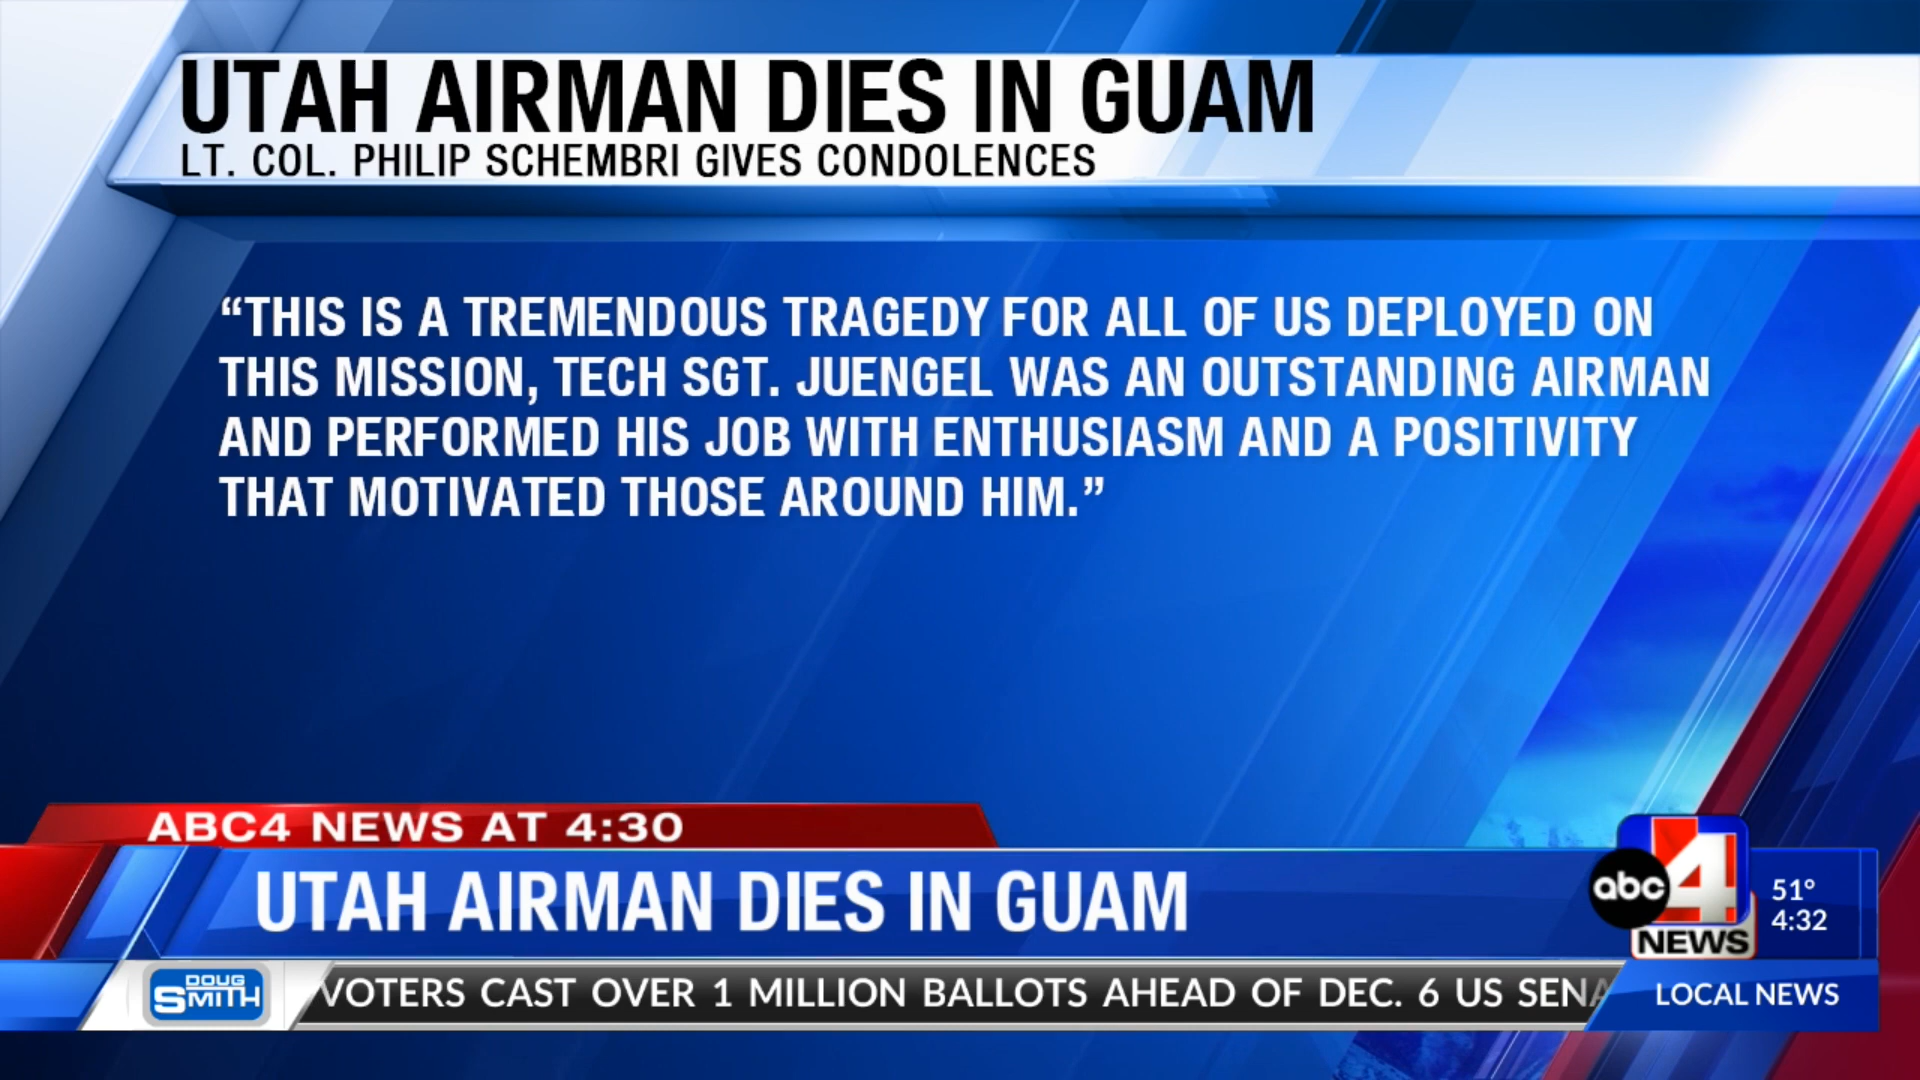 UTAH AIRMAN DIES IN GUAM
LT. COL. PHILIP SCHEMBRI GIVES CONDOLENCES
“THIS IS A TREMENDOUS TRAGEDY FOR ALL OF US DEPLOYED ON
THIS MISSION, TECH SGT. JUENGEL WAS AN OUTSTANDING AIRMAN
AND PERFORMED HIS JOB WITH ENTHUSIASM AND A POSITIVITY
THAT MOTIVATED THOSE AROUND HIM.”
ABC4 NEWS AT 4:30
UTAH AIRMAN DIES IN GUAM
abc 4
NEWS
51°
4:32
DOUG
SMITH
VOTERS CAST OVER 1 MILLION BALLOTS AHEAD OF DEC. 6 US SENA
LOCAL NEWS